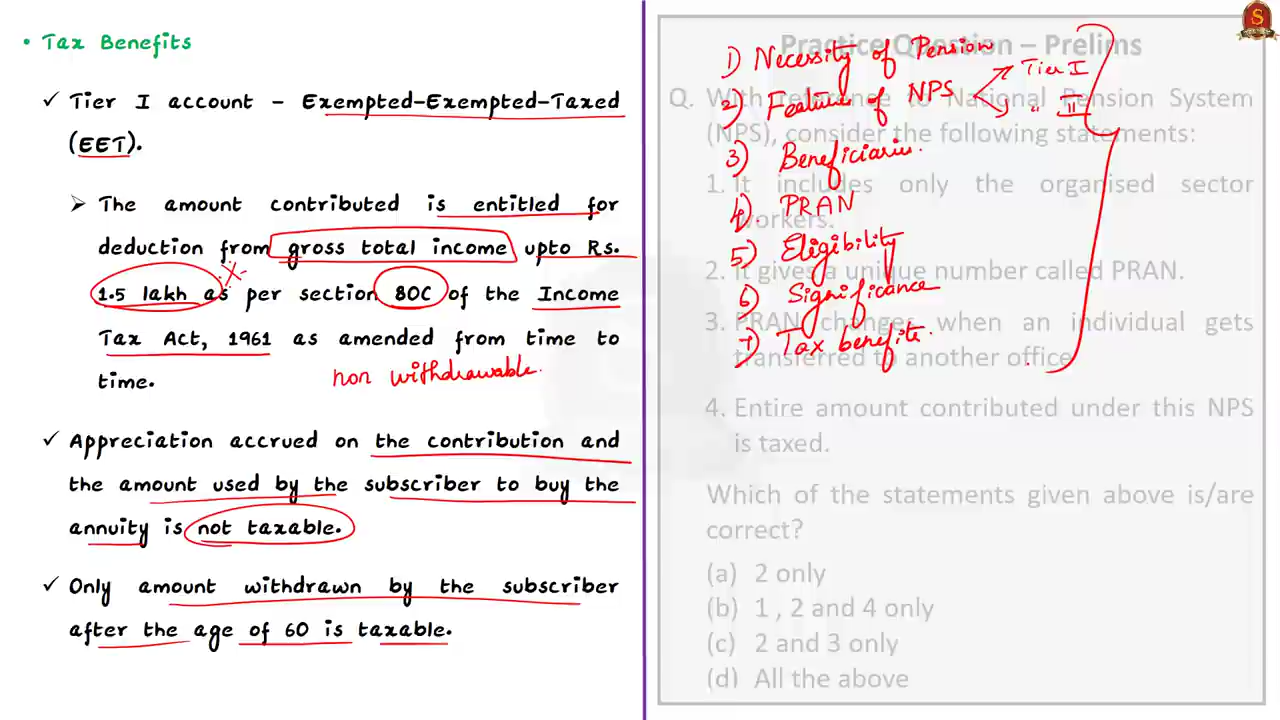 • Tax Benefits
✓ Tier I account - Exempted-Exempted-Taxed
(EET).
➢ The amount contributed is entitled for
deduction from gross total income upto Rs.
1.5 lakh as per section 80C of the Income
Tax Act, 1961 as amended from time to
time.
non withdrawable.
✓ Appreciation accrued on the contribution and
the amount used by the subscriber to buy the
annuity is not taxable.
✓ Only amount withdrawn by the subscriber
after the age of 60 is taxable.
S
1) Necessity of Pension
2) Features of NPS
Tier I
" II
3) Beneficiaries.
4) PRAN
5) Eligibility
6) Significance
7) Tax benefits.
Practice Question – Prelims
Q. With reference to National Pension System
(NPS), consider the following statements:
1. It includes only the organised sector
workers.
2. It gives a unique number called PRAN.
3. PRAN changes when an individual gets
transferred to another office.
4. Entire amount contributed under this NPS
is taxed.
Which of the statements given above is/are
correct?
(a) 2 only
(b) 1 , 2 and 4 only
(c) 2 and 3 only
(d) All the above